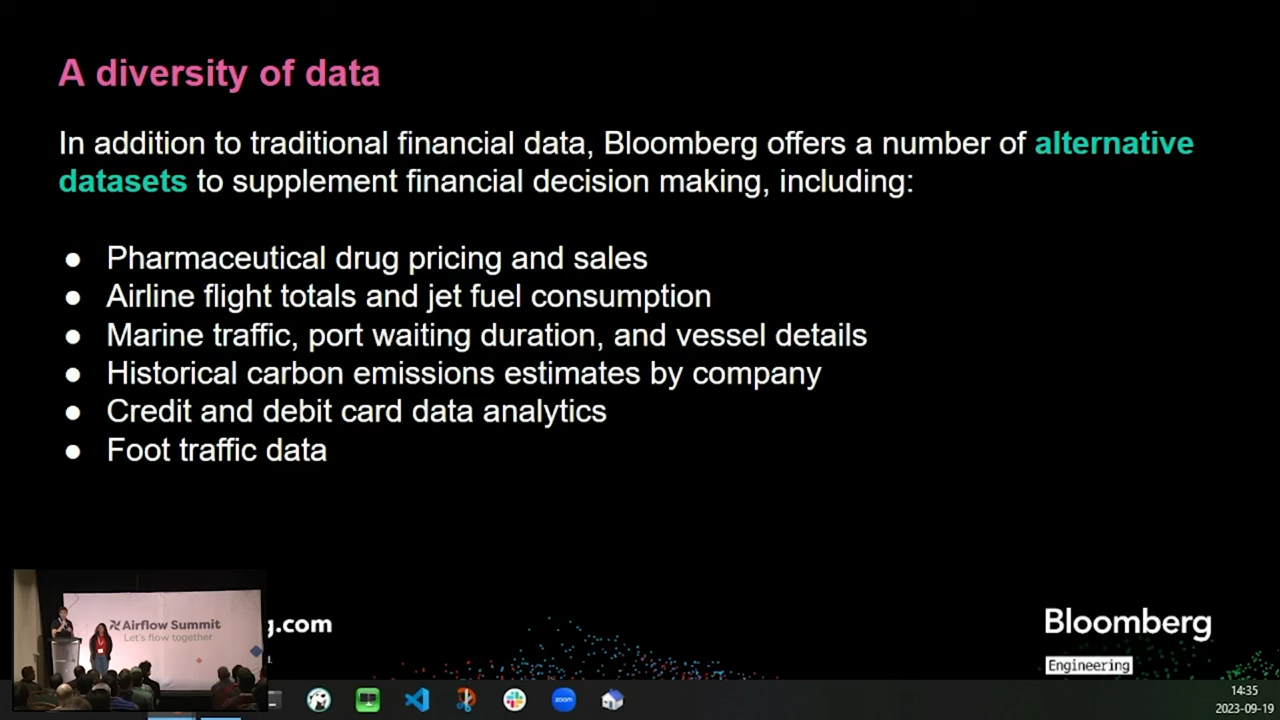 A diversity of data
In addition to traditional financial data, Bloomberg offers a number of alternative
datasets to supplement financial decision making, including:
● Pharmaceutical drug pricing and sales
● Airline flight totals and jet fuel consumption
● Marine traffic, port waiting duration, and vessel details
● Historical carbon emissions estimates by company
● Credit and debit card data analytics
● Foot traffic data
Airflow Summit
Let's flow together
g.com
Bloomberg
Engineering
zoom
14:35
2023-09-19